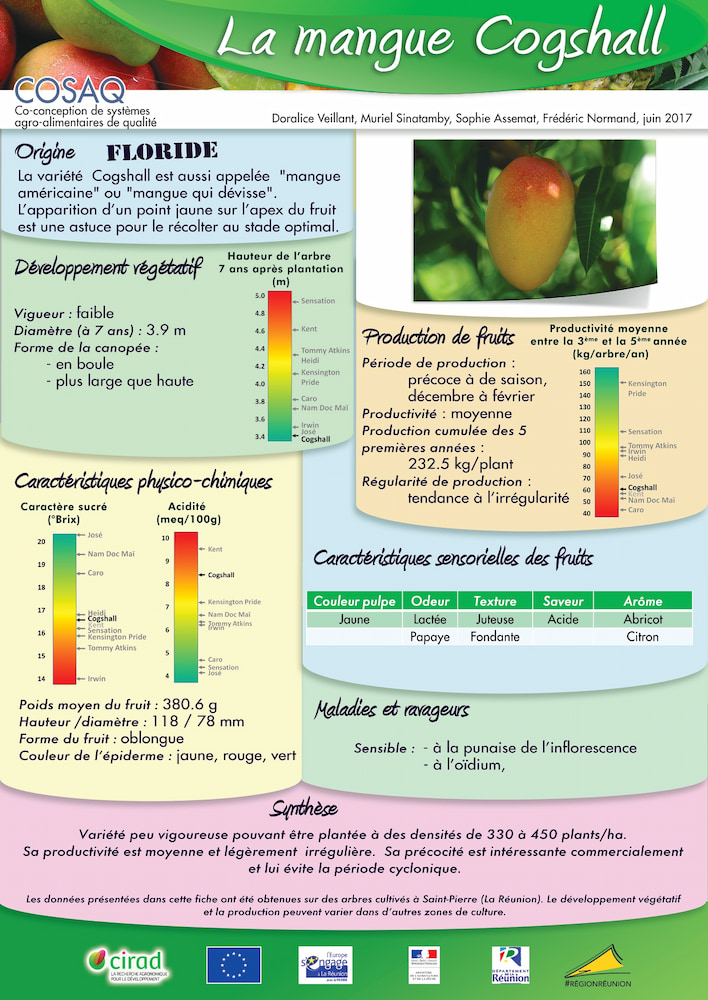 La mangue Cogshall
COSAQ
Co-conception de systèmes
agro-alimentaires de qualité
Doralice Veillant, Muriel Sinatamby, Sophie Assemat, Frédéric Normand, juin 2017
Origine FLORIDE
La variété Cogshall est aussi appelée "mangue
américaine" ou "mangue qui dévisse".
L'apparition d'un point jaune sur l'apex du fruit
est une astuce pour le récolter au stade optimal.
Développement végétatif
Vigueur : faible
Diamètre (à 7 ans) : 3.9 m
Forme de la canopée :
- en boule
- plus large que haute
Hauteur de l'arbre
7 ans après plantation
(m)
5.0
4.8
4.6
4.4
4.2
4.0
3.8
3.6
3.4
Sensation
Kent
Tommy Atkins
Heidi
Kensington
Pride
Caro
Nam Doc Maï
Irwin
José
Cogshall
Production de fruits
Période de production :
précoce à de saison,
décembre à février
Productivité : moyenne
Production cumulée des 5
premières années :
232.5 kg/plant
Régularité de production :
tendance à l'irrégularité
Productivité moyenne
entre la 3ème et la 5ème année
(kg/arbre/an)
160
150
140
130
120
110
100
90
80
70
60
50
40
Kensington
Pride
Sensation
Tommy Atkins
Irwin
Heidi
José
Cogshall
Kent
Nam Doc Maï
Caro
Caractéristiques physico-chimiques
Caractère sucré
(°Brix)
20
19
18
17
16
15
14
José
Nam Doc Maï
Caro
Heidi
Cogshall
Kent
Sensation
Kensington Pride
Tommy Atkins
Irwin
Acidité
(meq/100g)
10
9
8
7
6
5
4
Kent
Cogshall
Kensington Pride
Nam Doc Maï
Tommy Atkins
Irwin
Caro
Sensation
José
Poids moyen du fruit : 380.6 g
Hauteur /diamètre : 118 / 78 mm
Forme du fruit : oblongue
Couleur de l'épiderme : jaune, rouge, vert
Caractéristiques sensorielles des fruits
Couleur pulpe Odeur Texture Saveur Arôme
Jaune Lactée Juteuse Acide Abricot
Papaye Fondante Citron
Maladies et ravageurs
Sensible : - à la punaise de l'inflorescence
- à l'oïdium,
Synthèse
Variété peu vigoureuse pouvant être plantée à des densités de 330 à 450 plants/ha.
Sa productivité est moyenne et légèrement irrégulière. Sa précocité est intéressante commercialement
et lui évite la période cyclonique.
Les données présentées dans cette fiche ont été obtenues sur des arbres cultivés à Saint-Pierre (La Réunion). Le développement végétatif
et la production peuvent varier dans d'autres zones de culture.
cirad
LA RECHERCHE AGRONOMIQUE
POUR LE DÉVELOPPEMENT
l'Europe
s'engage
à La Réunion
DÉPARTEMENT
Réunion
#RÉGIONRÉUNION